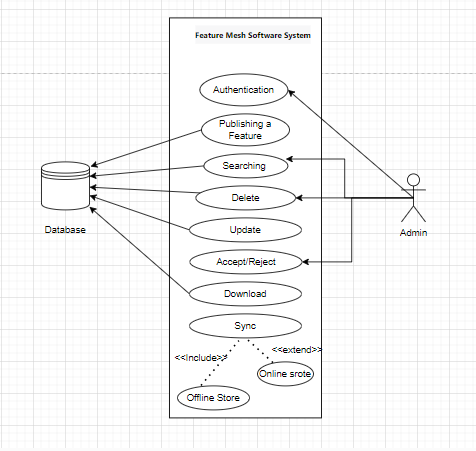 Feature Mesh Software System
Authentication
Publishing a
Feature
Searching
Delete
Update
Accept/Reject
Download
Sync
<<include>>
<<extend>>
Online srote
Offline Store
Database
Admin